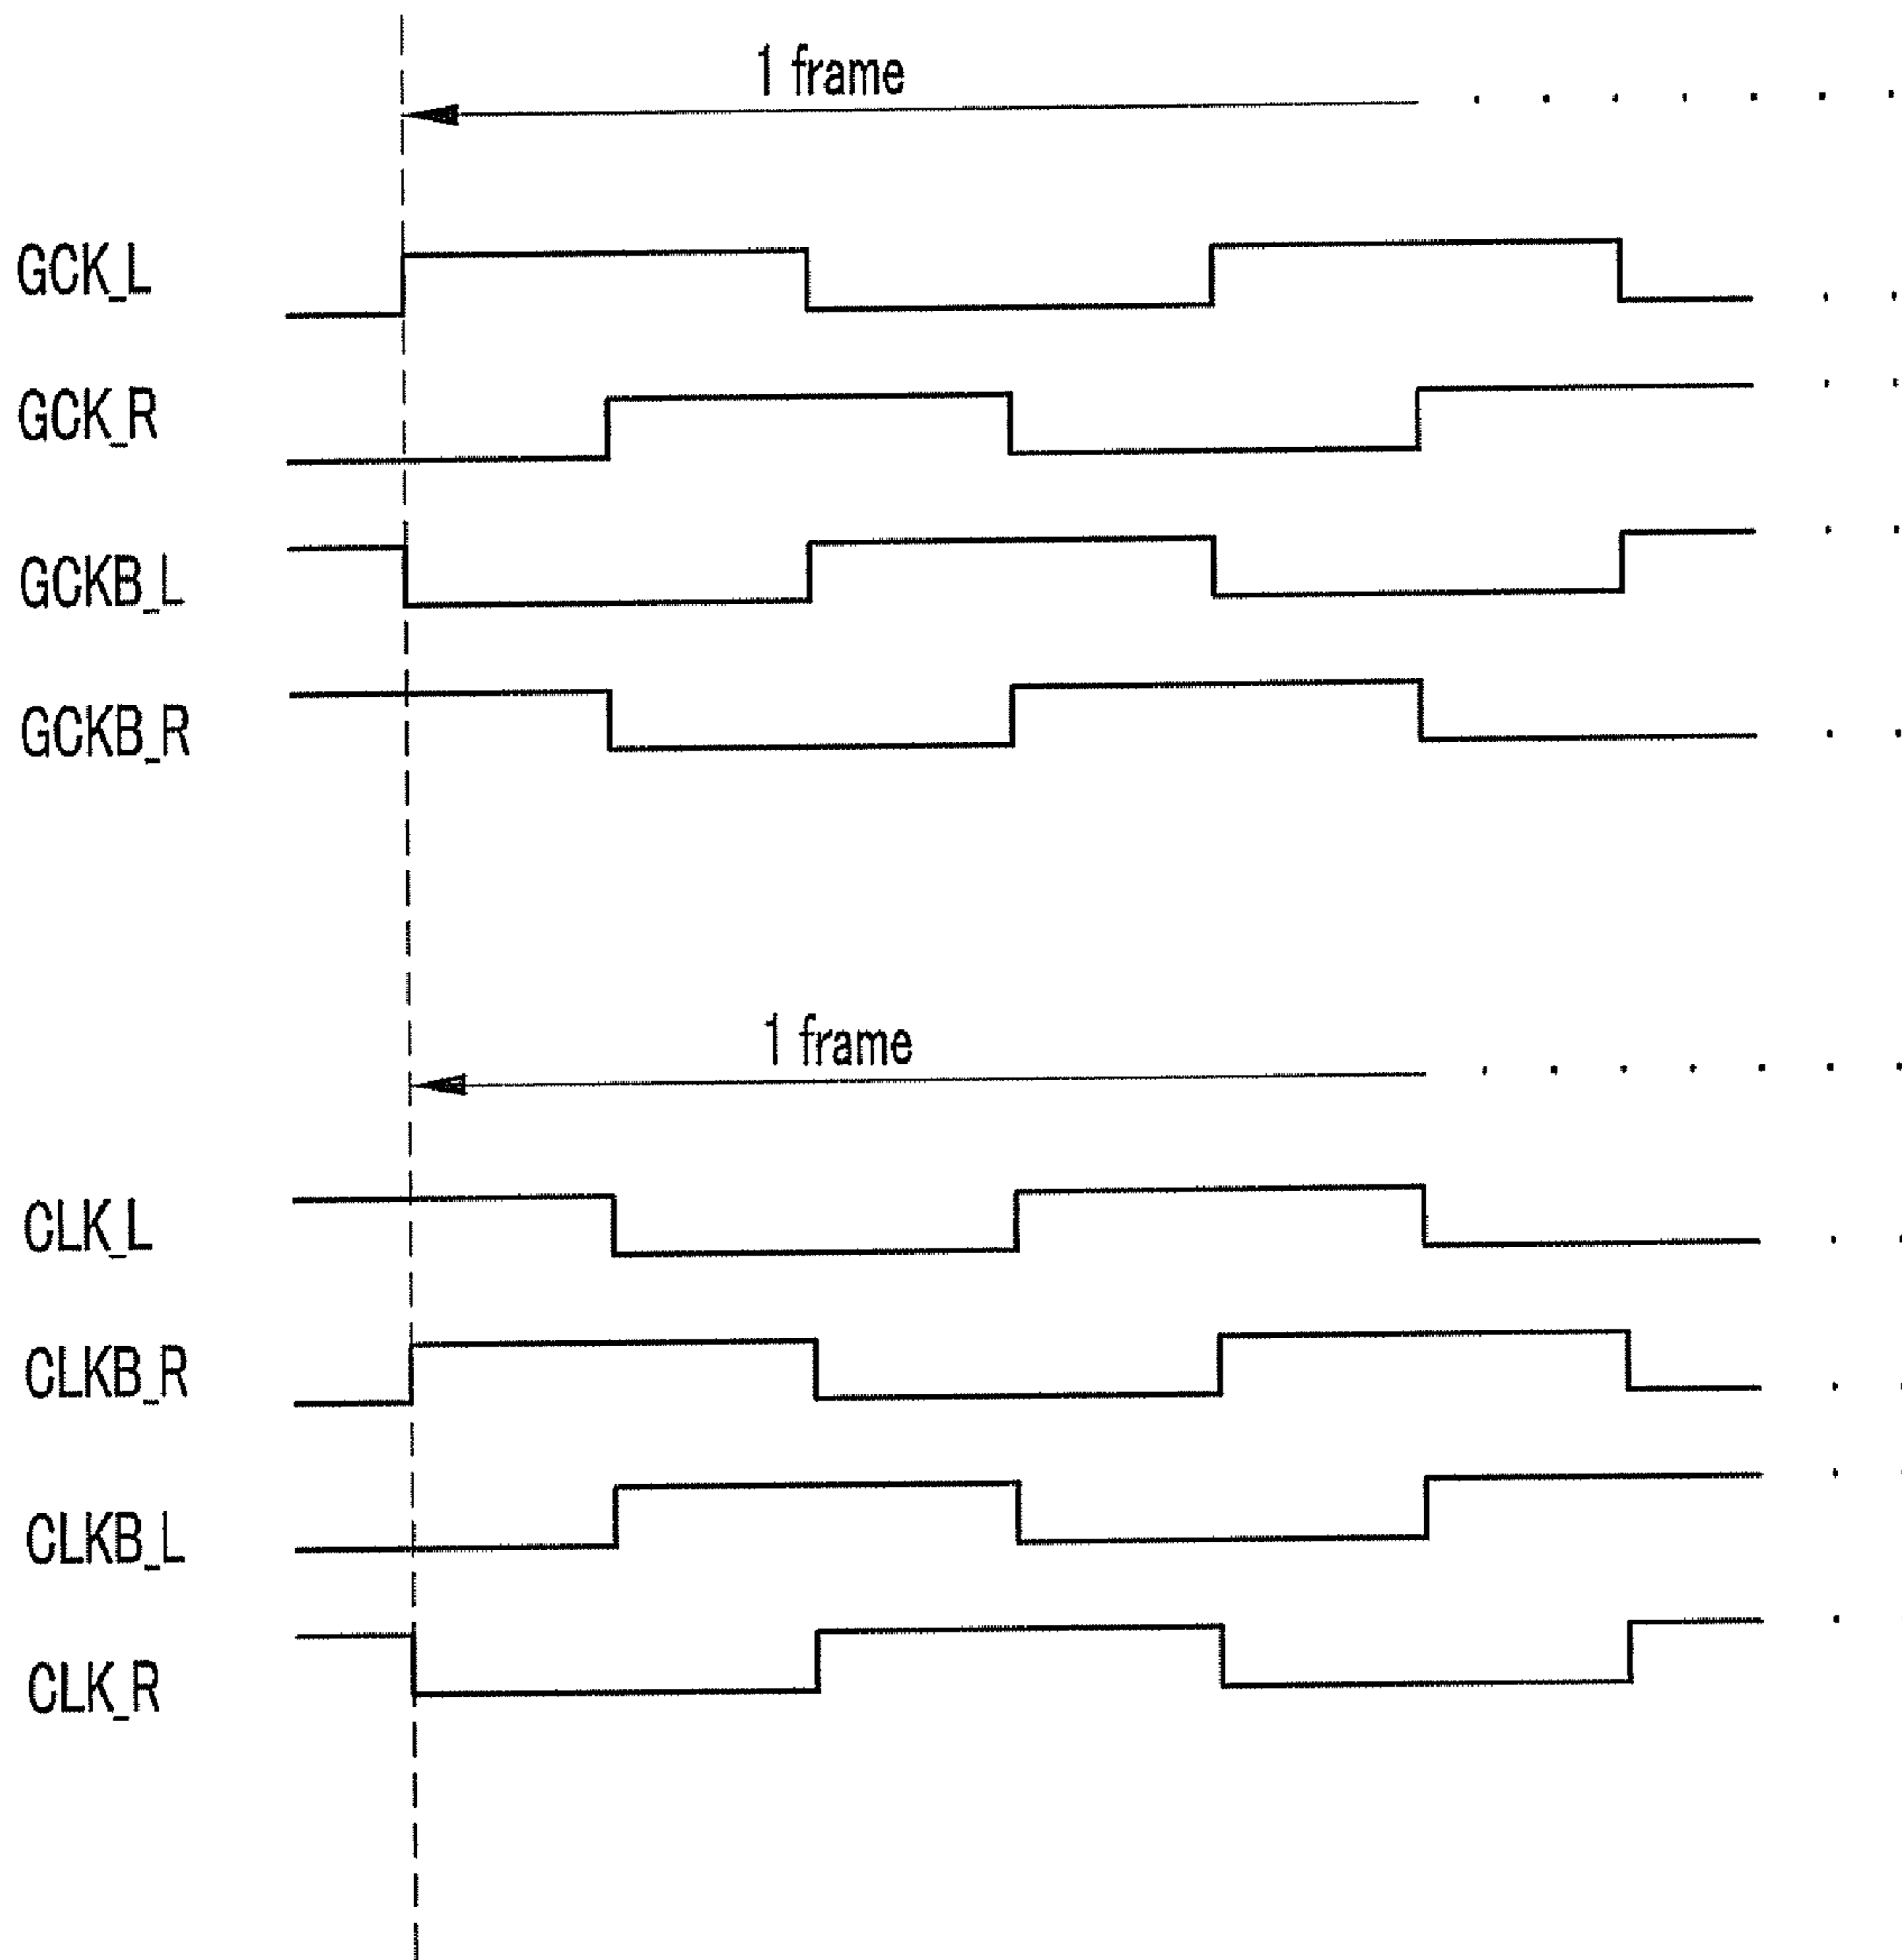 1 frame
GCK_L
GCK_R
GCKB_L
GCKB_R
1 frame
CLK_L
CLKB_R
CLKB_L
CLK_R